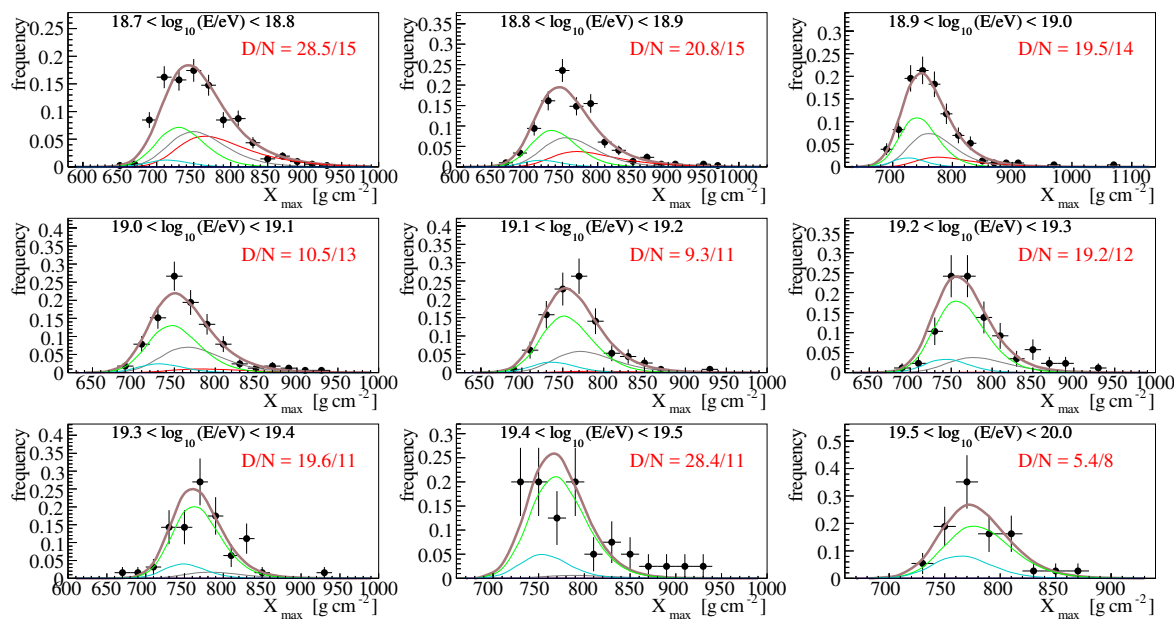 18.7 < log10 (E/eV) < 18.8
D/N = 28.5/15
frequency
0.25
0.2
0.15
0.1
0.05
0
600 650 700 750 800 850 900 950 1000
Xmax [g cm-2]
18.8 < log10 (E/eV) < 18.9
D/N = 20.8/15
frequency
0.35
0.3
0.25
0.2
0.15
0.1
0.05
0
600 650 700 750 800 850 900 950 1000
Xmax [g cm-2]
18.9 < log10 (E/eV) < 19.0
D/N = 19.5/14
frequency
0.3
0.25
0.2
0.15
0.1
0.05
0
700 800 900 1000 1100
Xmax [g cm-2]
19.0 < log10 (E/eV) < 19.1
D/N = 10.5/13
frequency
0.4
0.35
0.3
0.25
0.2
0.15
0.1
0.05
0
650 700 750 800 850 900 950 1000
Xmax [g cm-2]
19.1 < log10 (E/eV) < 19.2
D/N = 9.3/11
frequency
0.4
0.3
0.2
0.1
0
650 700 750 800 850 900 950 1000
Xmax [g cm-2]
19.2 < log10 (E/eV) < 19.3
D/N = 19.2/12
frequency
0.35
0.3
0.25
0.2
0.15
0.1
0.05
0
650 700 750 800 850 900 950 1000
Xmax [g cm-2]
19.3 < log10 (E/eV) < 19.4
D/N = 19.6/11
frequency
0.4
0.35
0.3
0.25
0.2
0.15
0.1
0.05
0
600 650 700 750 800 850 900 950 1000
Xmax [g cm-2]
19.4 < log10 (E/eV) < 19.5
D/N = 28.4/11
frequency
0.3
0.25
0.2
0.15
0.1
0.05
0
650 700 750 800 850 900 950 1000
Xmax [g cm-2]
19.5 < log10 (E/eV) < 20.0
D/N = 5.4/8
frequency
0.5
0.4
0.3
0.2
0.1
0
700 750 800 850 900
Xmax [g cm-2]